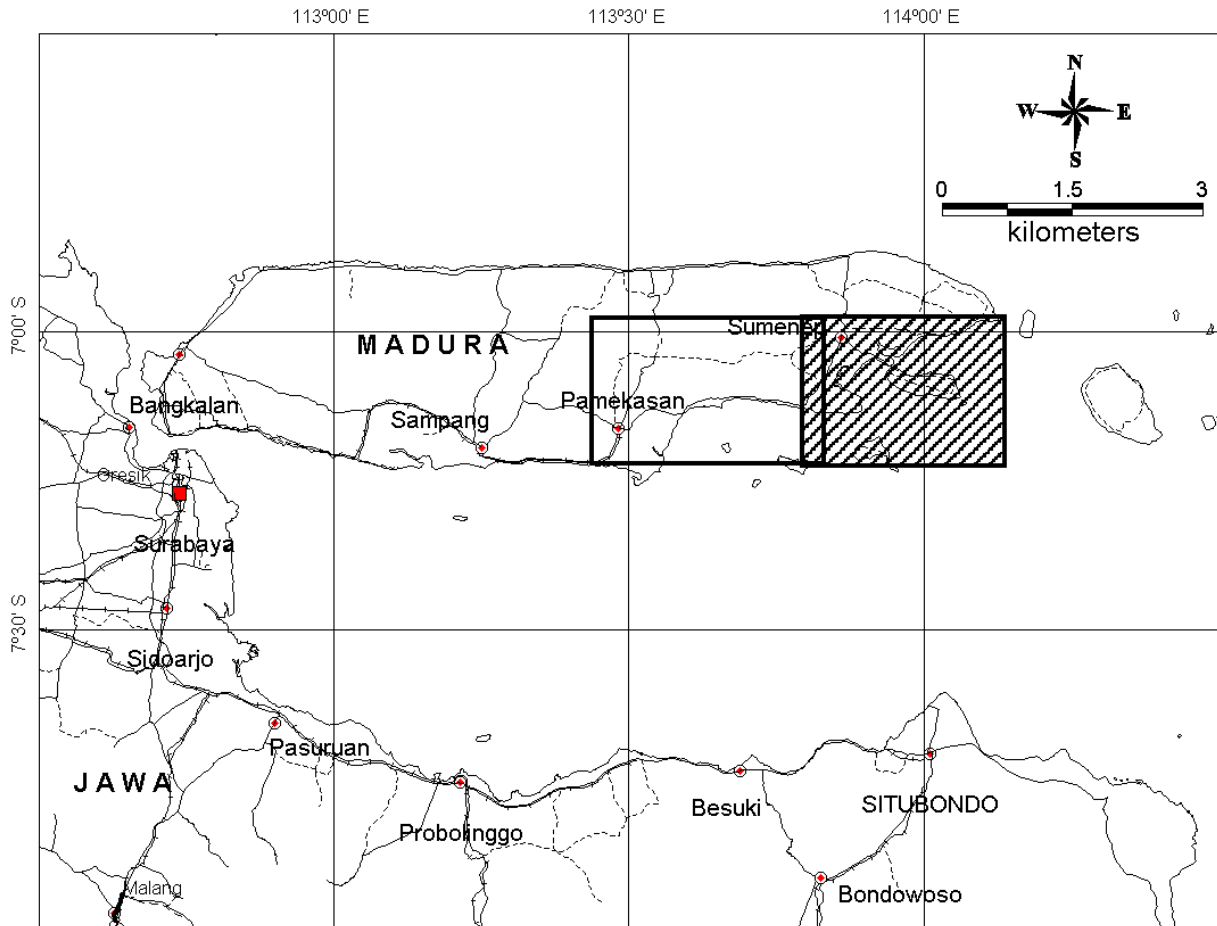 113º00' E
113º30' E
114º00' E
N
W
E
S
0
1.5
3
kilometers
7º00' S
MADURA
Sumenep
Bangkalan
Sampang
Pamekasan
Gresik
Surabaya
7º30' S
Sidoarjo
Pasuruan
JAWA
Probolinggo
Besuki
SITUBONDO
Malang
Bondowoso